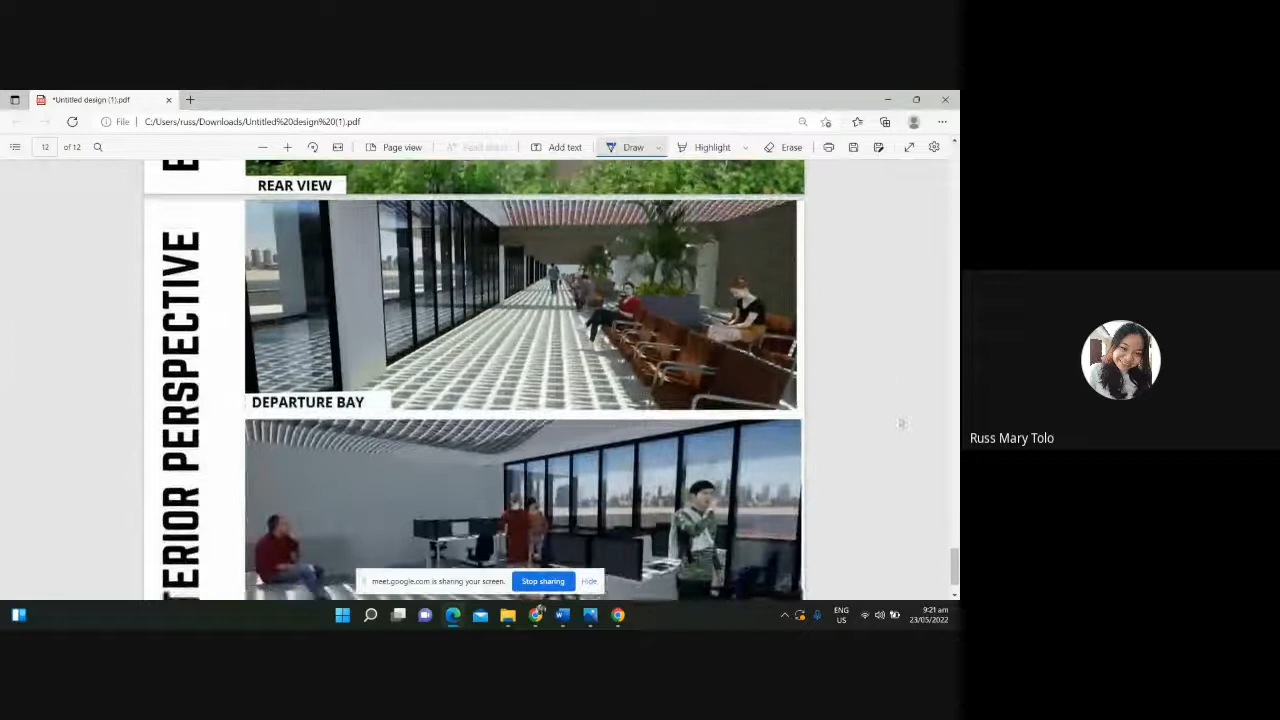 *Untitled design (1).pdf
File
C:/Users/russ/Downloads/Untitled%20design%20(1).pdf
12
of 12
Page view
Add text
Draw
Highlight
Erase
REAR VIEW
INTERIOR PERSPECTIVE
DEPARTURE BAY
meet.google.com is sharing your screen.
Stop sharing
Hide
Russ Mary Tolo
ENG
US
9:21 am
23/05/2022